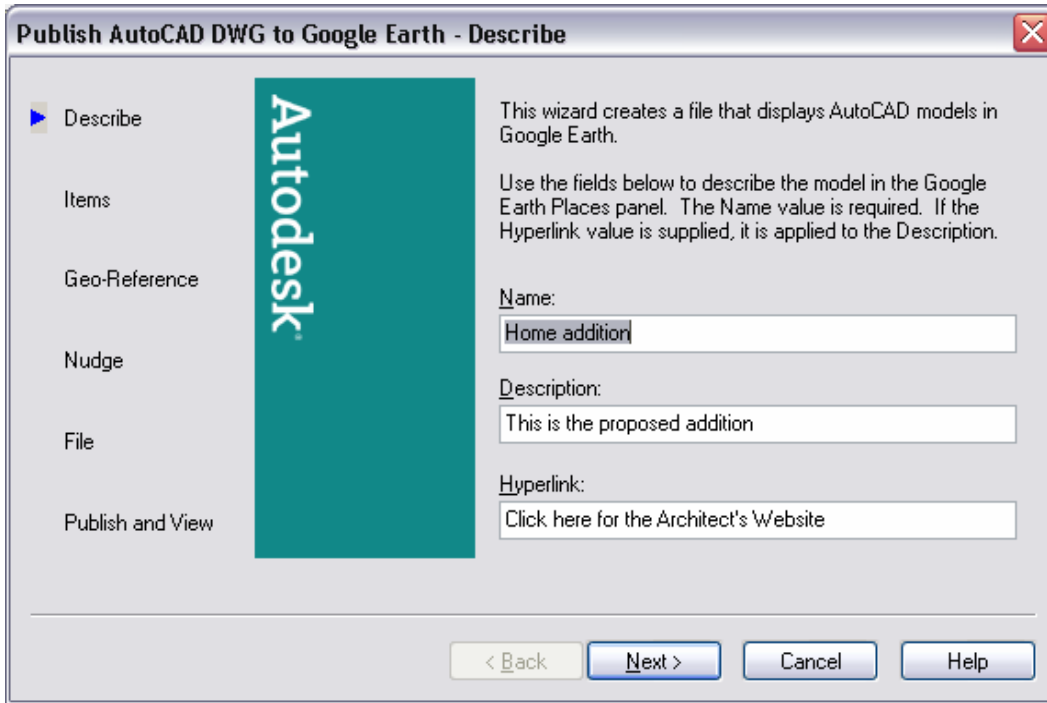 Publish AutoCAD DWG to Google Earth - Describe
Describe
Items
Geo-Reference
Nudge
File
Publish and View
Autodesk
This wizard creates a file that displays AutoCAD models in
Google Earth.
Use the fields below to describe the model in the Google
Earth Places panel. The Name value is required. If the
Hyperlink value is supplied, it is applied to the Description.
Name:
Home addition
Description:
This is the proposed addition
Hyperlink:
Click here for the Architect's Website
< Back
Next >
Cancel
Help